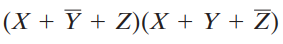 (X + Y̅ + Z)(X + Y + Z̅)